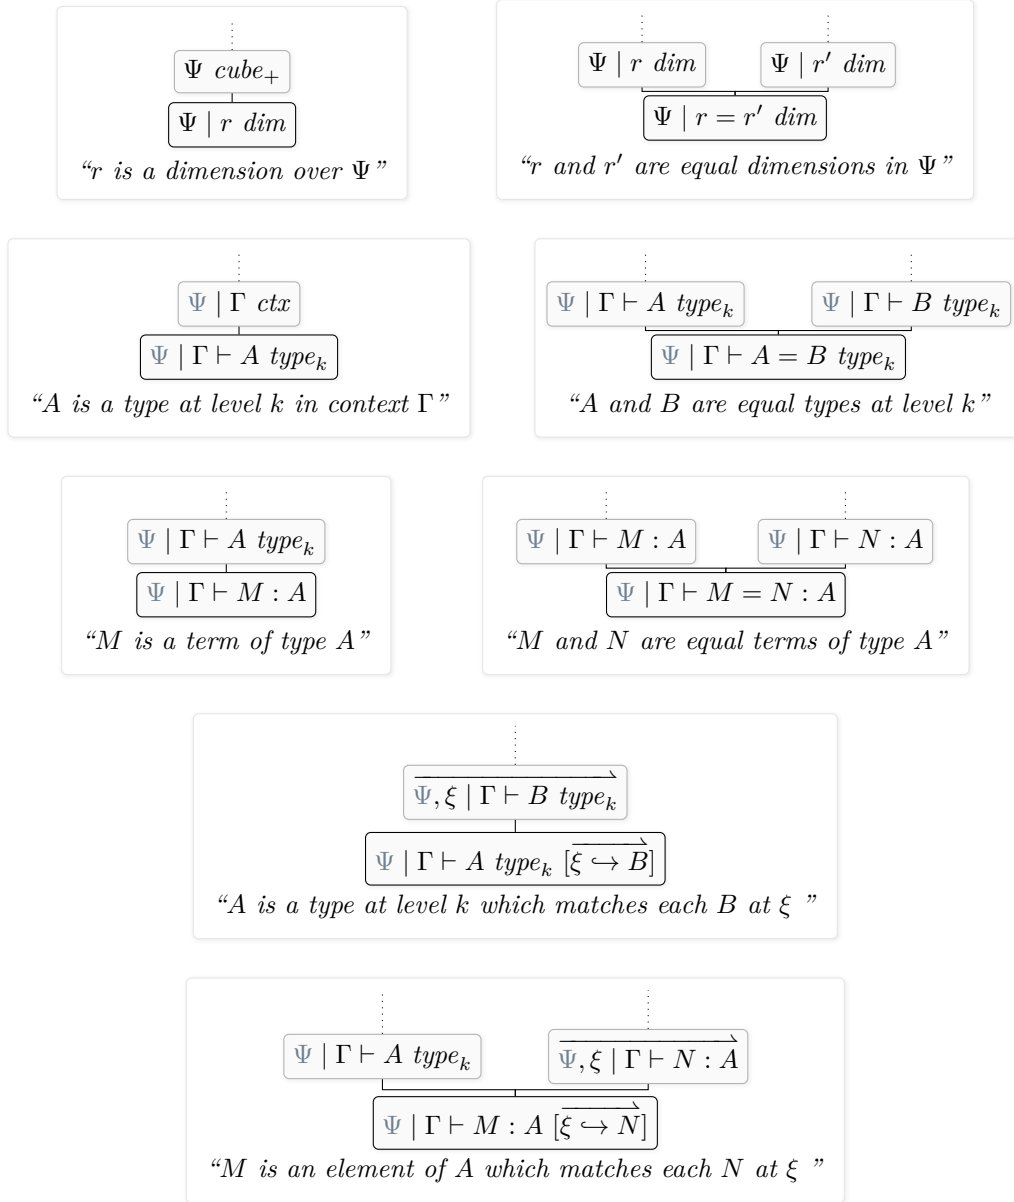 Ψ cube₊
Ψ | r dim
“r is a dimension over Ψ”
Ψ | r dim Ψ | r′ dim
Ψ | r = r′ dim
“r and r′ are equal dimensions in Ψ”
Ψ | Γ ctx
Ψ | Γ ⊢ A typeₖ
“A is a type at level k in context Γ”
Ψ | Γ ⊢ A typeₖ Ψ | Γ ⊢ B typeₖ
Ψ | Γ ⊢ A = B typeₖ
“A and B are equal types at level k”
Ψ | Γ ⊢ A typeₖ
Ψ | Γ ⊢ M : A
“M is a term of type A”
Ψ | Γ ⊢ M : A Ψ | Γ ⊢ N : A
Ψ | Γ ⊢ M = N : A
“M and N are equal terms of type A”
Ψ, ξ | Γ ⊢ B typeₖ
Ψ | Γ ⊢ A typeₖ [ξ ↪ B]
“A is a type at level k which matches each B at ξ ”
Ψ | Γ ⊢ A typeₖ Ψ, ξ | Γ ⊢ N : A
Ψ | Γ ⊢ M : A [ξ ↪ N]
“M is an element of A which matches each N at ξ ”